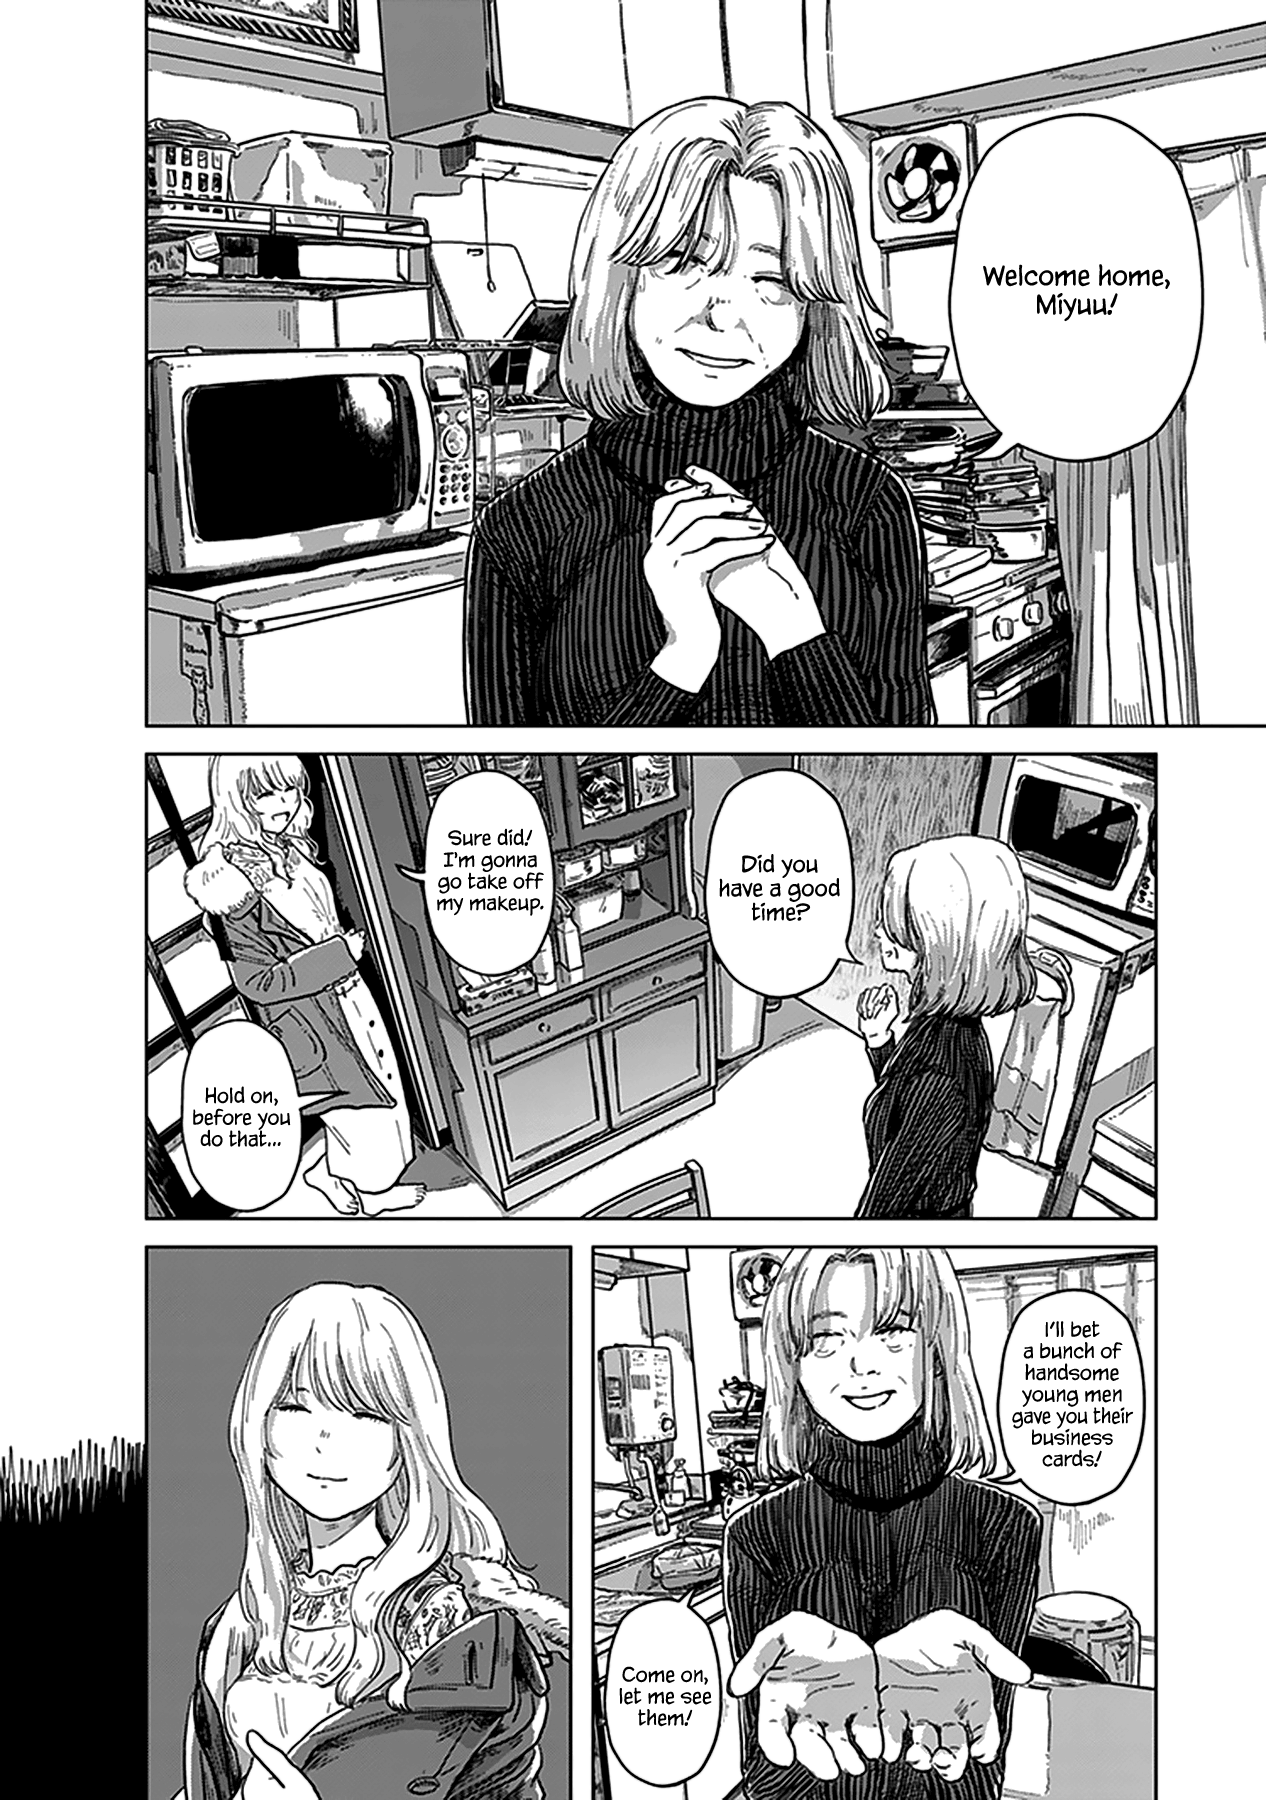 Welcome home,
Miyuu!
Did you
have a good
time?
Sure did!
I'm gonna
go take off
my makeup.
Hold on,
before you
do that...
I'll bet
a bunch of
handsome
young men
gave you their
business
cards!
Come on,
let me see
them!